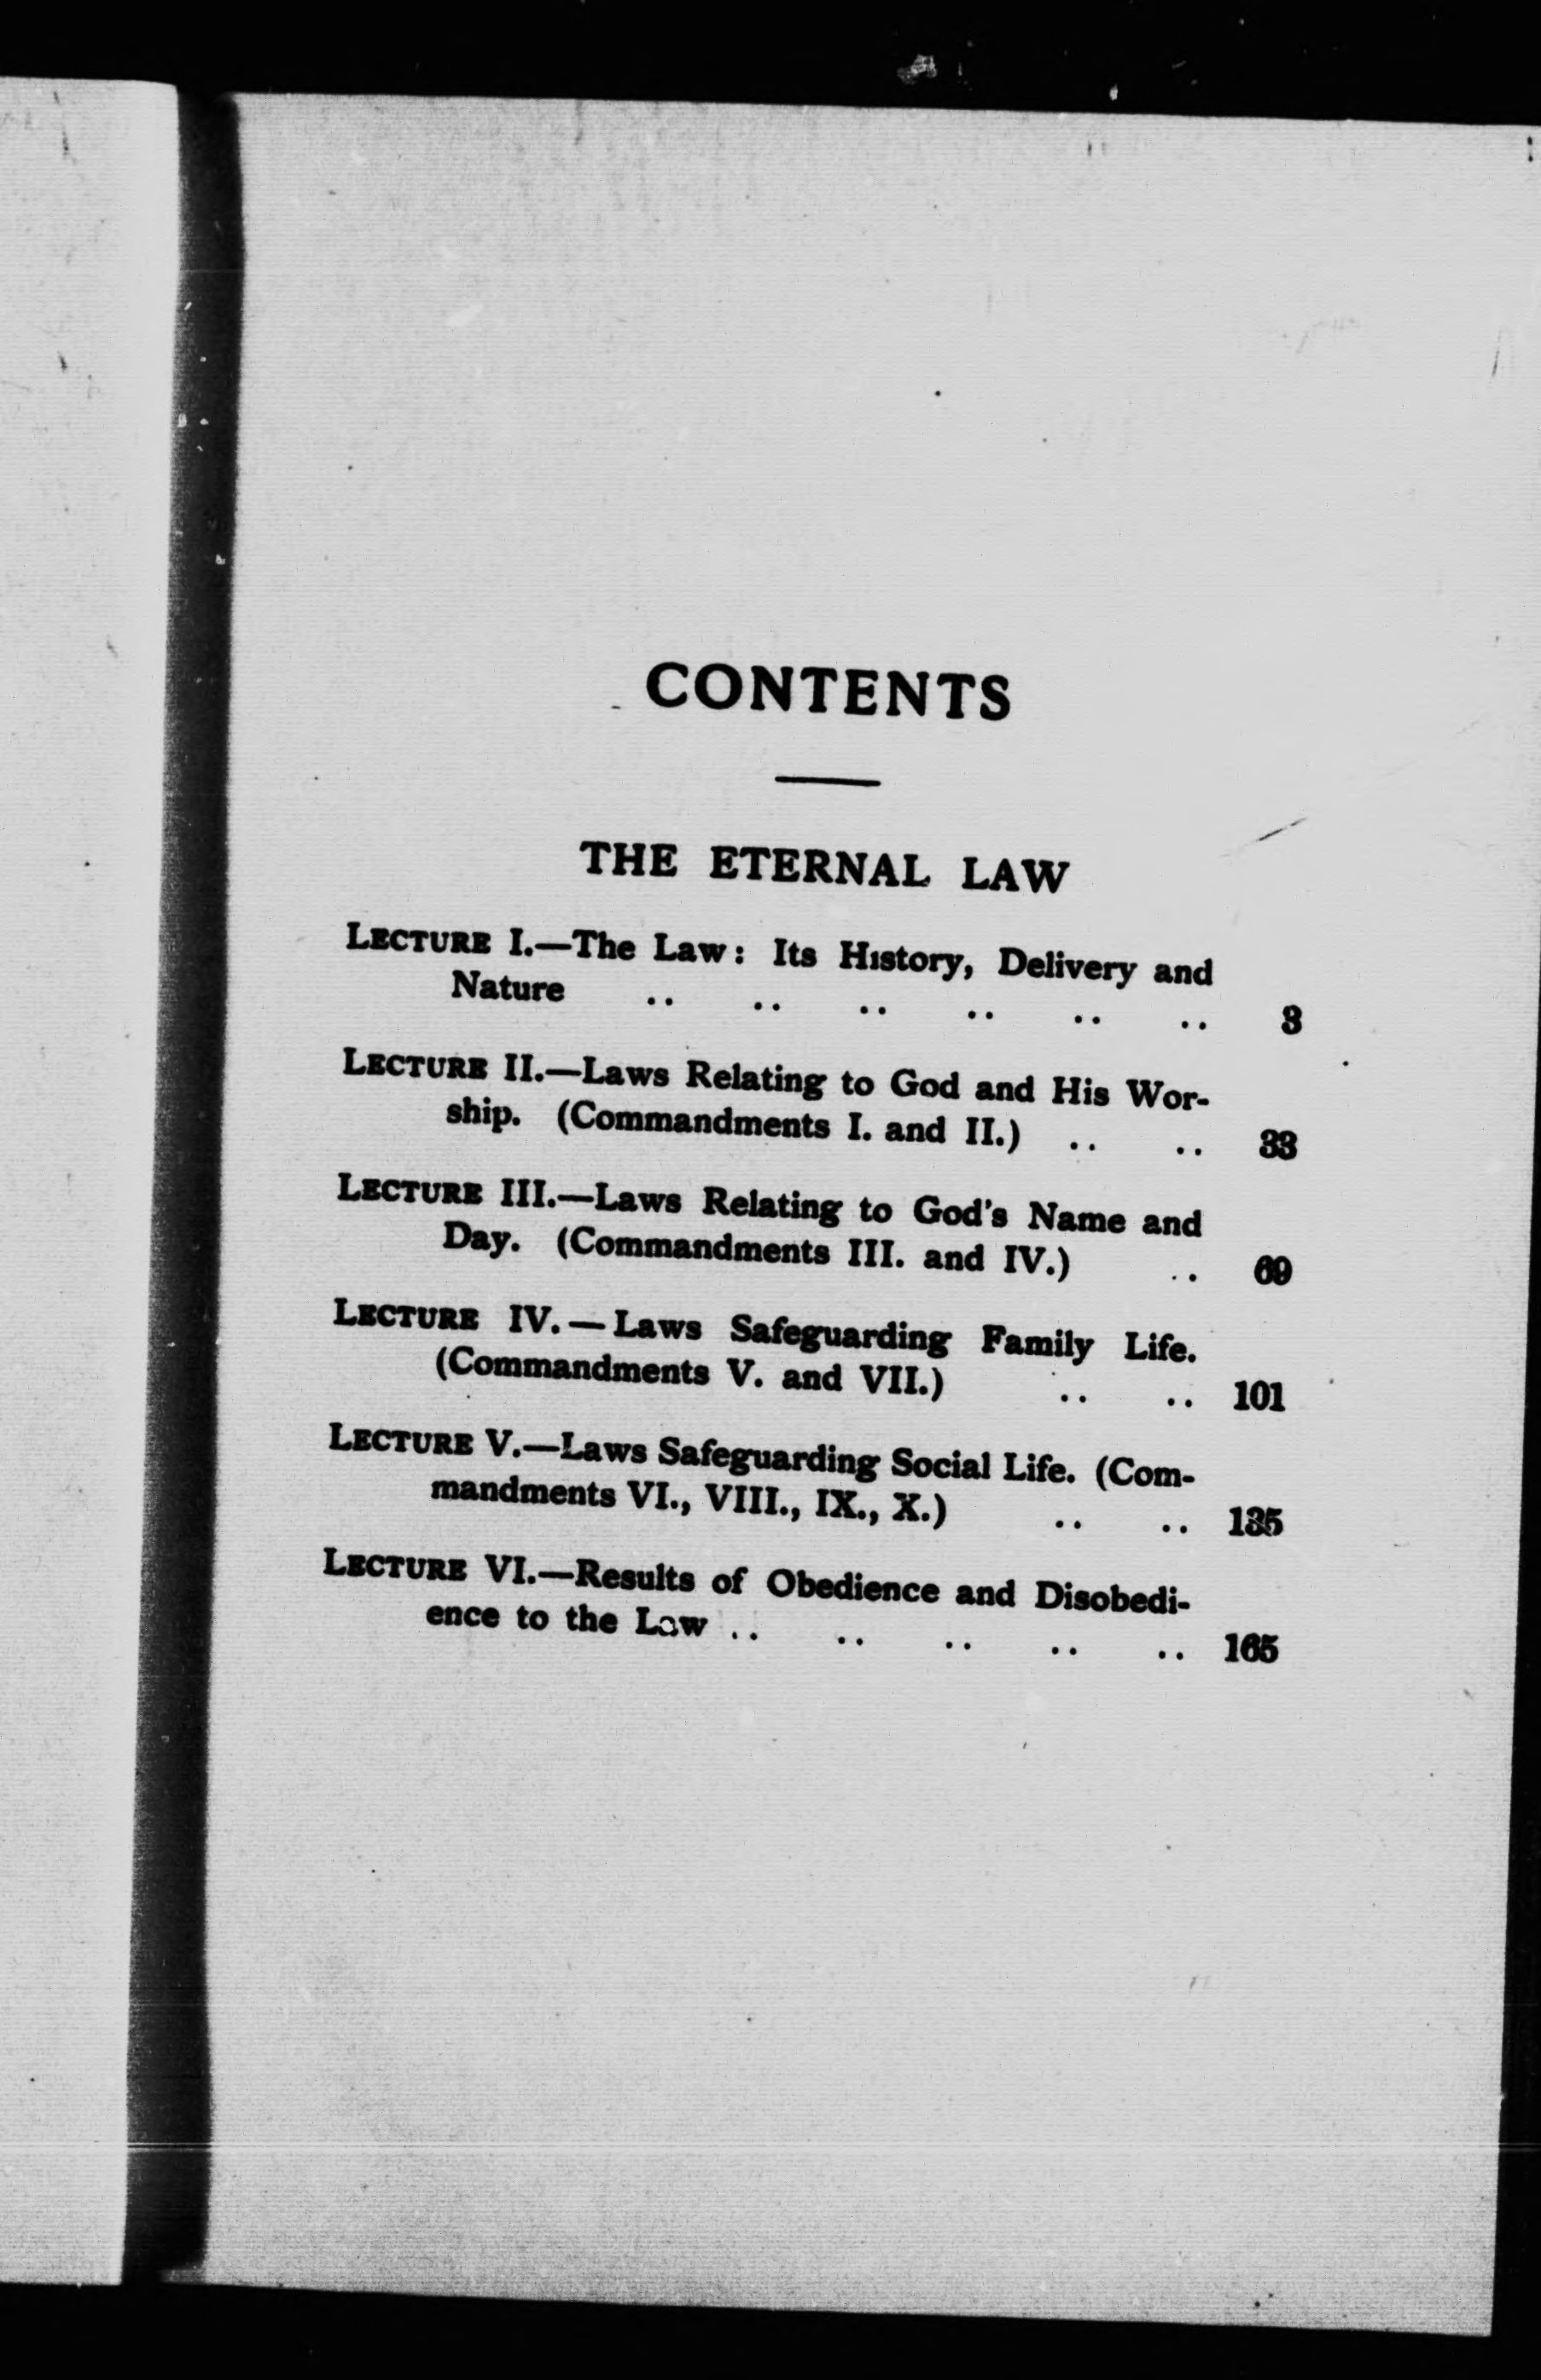 CONTENTS
THE ETERNAL LAW
LECTURE I.—The Law: Its History, Delivery and
Nature .. .. .. .. .. .. 3
LECTURE II.—Laws Relating to God and His Wor-
ship. (Commandments I. and II.) .. .. 33
LECTURE III.—Laws Relating to God's Name and
Day. (Commandments III. and IV.) .. 69
LECTURE IV.—Laws Safeguarding Family Life.
(Commandments V. and VII.) .. .. 101
LECTURE V.—Laws Safeguarding Social Life. (Com-
mandments VI., VIII., IX., X.) .. .. 135
LECTURE VI.—Results of Obedience and Disobedi-
ence to the Law .. .. .. .. .. 165